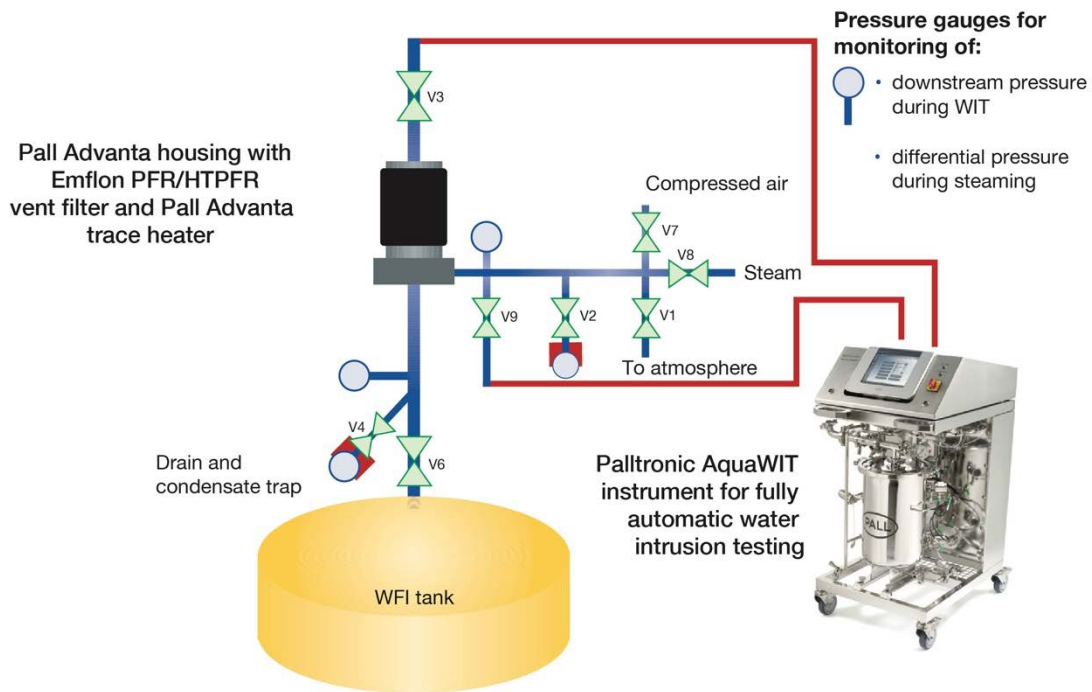 Pressure gauges for
monitoring of:
• downstream pressure
during WIT
• differential pressure
during steaming
V3
Pall Advanta housing with
Emflon PFR/HTPFR
vent filter and Pall Advanta
trace heater
Compressed air
V7
V8
Steam
V9
V2
V1
To atmosphere
V4
V6
Drain and
condensate trap
WFI tank
Palltronic AquaWIT
instrument for fully
automatic water
intrusion testing
PALL